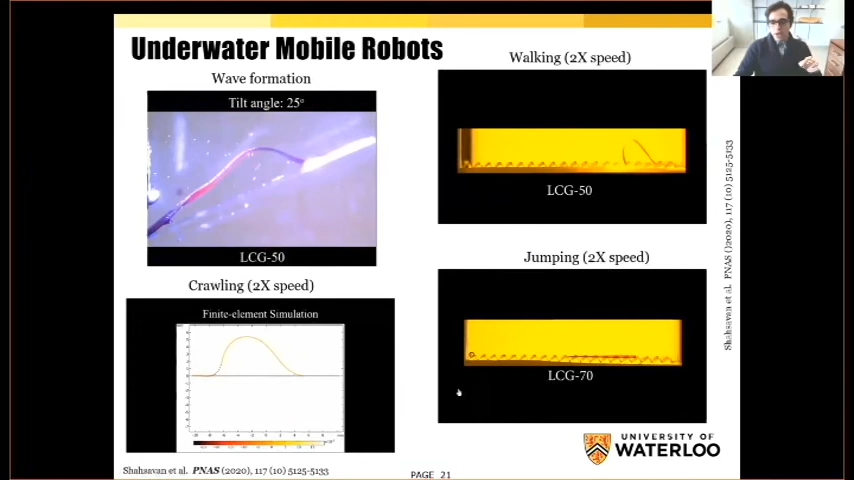 Underwater Mobile Robots
Wave formation
Tilt angle: 25°
LCG-50
Crawling (2X speed)
Finite-element Simulation
Walking (2X speed)
LCG-50
Jumping (2X speed)
LCG-70
Shahsavan et al. PNAS (2020), 117 (10) 5125-5133
Shahsavan et al. PNAS (2020), 117 (10) 5125-5133
PAGE 21
UNIVERSITY OF
WATERLOO